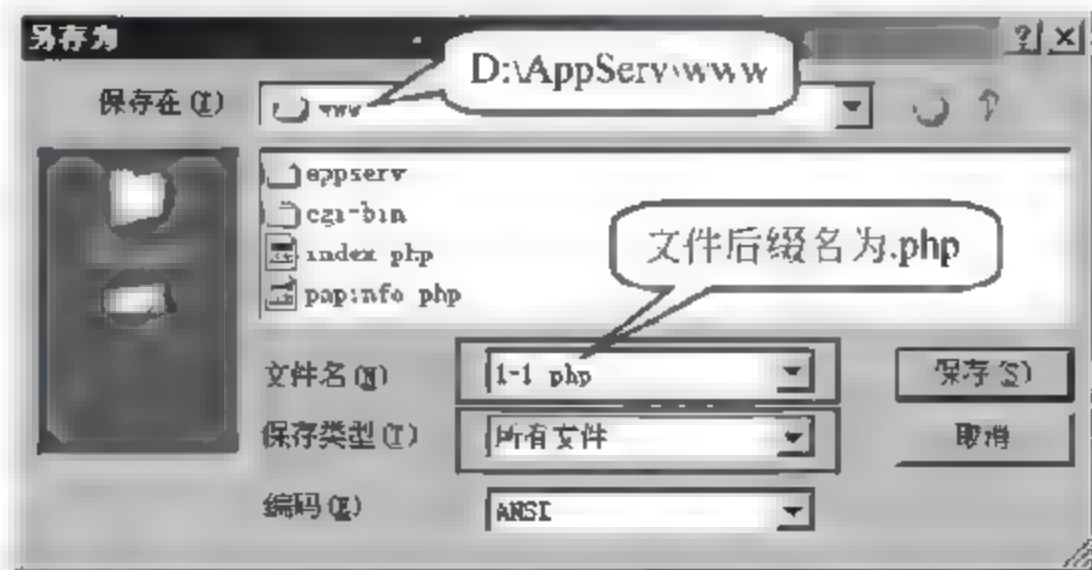 另存为
D:\AppServ\www
保存在(I)
www
appserv
cgi-bin
index php
文件后缀名为.php
papinfo php
文件名(N)
1-1 php
保存(S)
保存类型(T)
所有文件
取消
编码(E)
ANSI